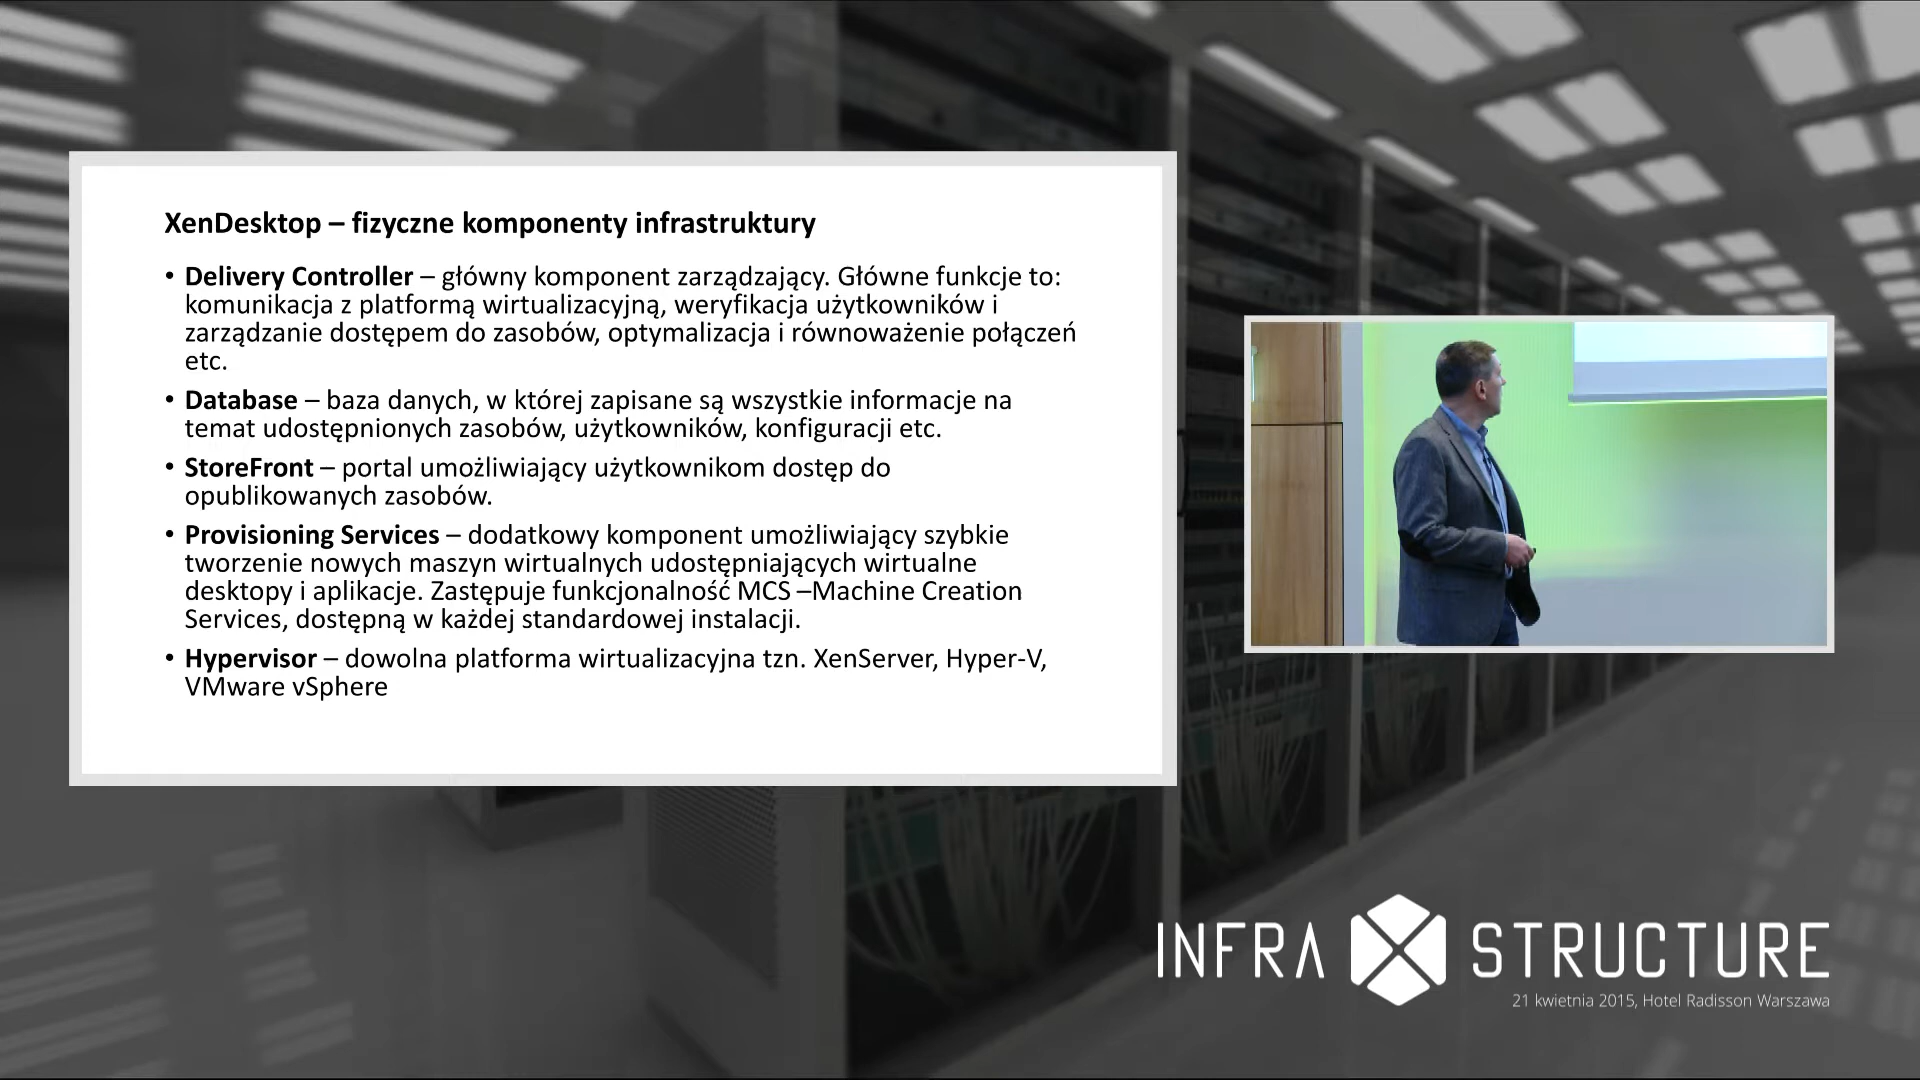 XenDesktop – fizyczne komponenty infrastruktury
• Delivery Controller – główny komponent zarządzający. Główne funkcje to:
komunikacja z platformą wirtualizacyjną, weryfikacja użytkowników i
zarządzanie dostępem do zasobów, optymalizacja i równoważenie połączeń
etc.
• Database – baza danych, w której zapisane są wszystkie informacje na
temat udostępnionych zasobów, użytkowników, konfiguracji etc.
• StoreFront – portal umożliwiający użytkownikom dostęp do
opublikowanych zasobów.
• Provisioning Services – dodatkowy komponent umożliwiający szybkie
tworzenie nowych maszyn wirtualnych udostępniających wirtualne
desktopy i aplikacje. Zastępuje funkcjonalność MCS –Machine Creation
Services, dostępną w każdej standardowej instalacji.
• Hypervisor – dowolna platforma wirtualizacyjna tzn. XenServer, Hyper-V,
VMware vSphere
INFRA X STRUCTURE
21 kwietnia 2015, Hotel Radisson Warszawa